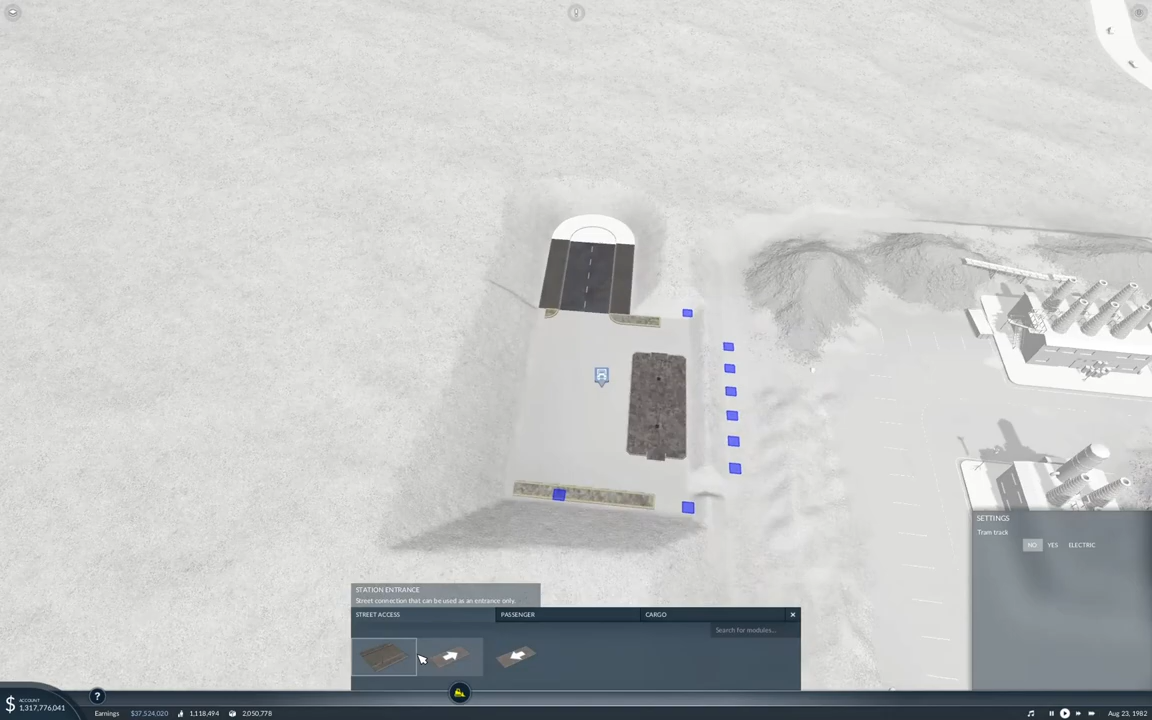 SETTINGS
Tram track
NO YES ELECTRIC
STATION ENTRANCE
Street connection that can be used as an entrance only.
STREET ACCESS PASSENGER CARGO
Search for modules...
$ ACCOUNT
1,317,776,041
?
Earnings $37,524,020 1,118,494 2,050,778 Aug 23, 1982